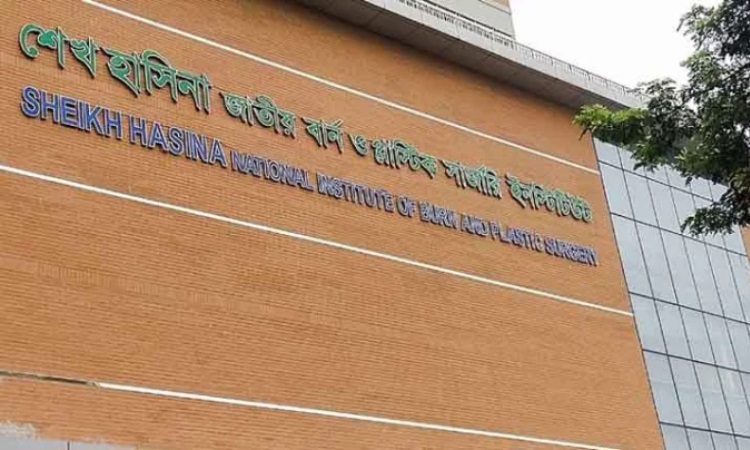 শেখ হাসিনা জাতীয় বার্ন ও প্লাস্টিক সার্জারি ইনস্টিটিউট
SHEIKH HASINA NATIONAL INSTITUTE OF BURN AND PLASTIC SURGERY